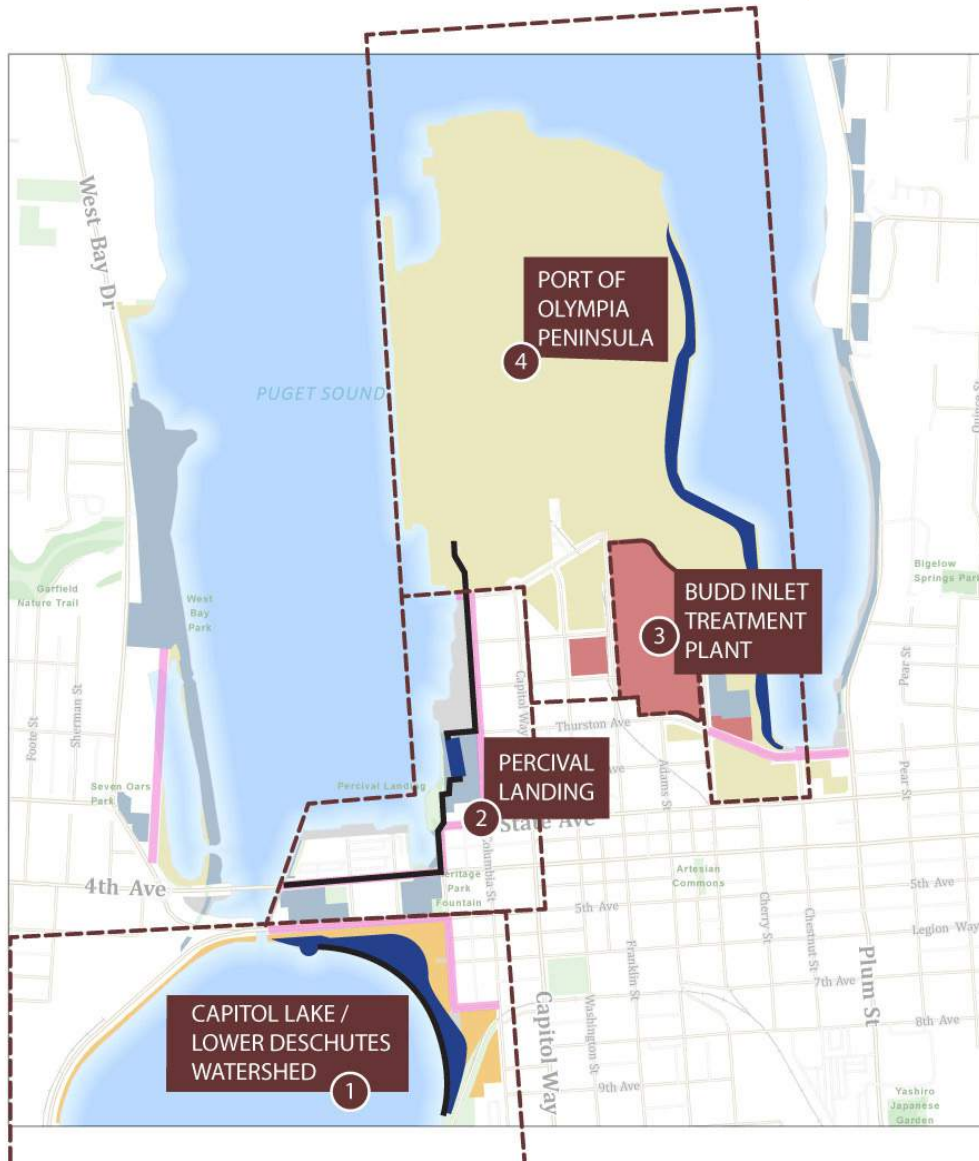 West Bay Dr
PUGET SOUND
PORT OF
OLYMPIA
PENINSULA
4
Garfield
Nature Trail
West
Bay
Park
Bigelow
Springs Park
BUDD INLET
TREATMENT
PLANT
3
Foote St
Sherman St
Capitol Way
Pear St
Thurston Ave
Adams St
Seven Oars
Park
Percival Landing
PERCIVAL
LANDING
2
Ave
Pear St
State Ave
Columbia St
4th Ave
Heritage
Park
Fountain
Artesian
Commons
5th Ave
5th Ave
Cherry St
Chestnut St
Legion Way
Franklin St
Plum St
7th Ave
Capitol Way
Washington St
8th Ave
9th Ave
CAPITOL LAKE /
LOWER DESCHUTES
WATERSHED
1
Yashiro
Japanese
Garden